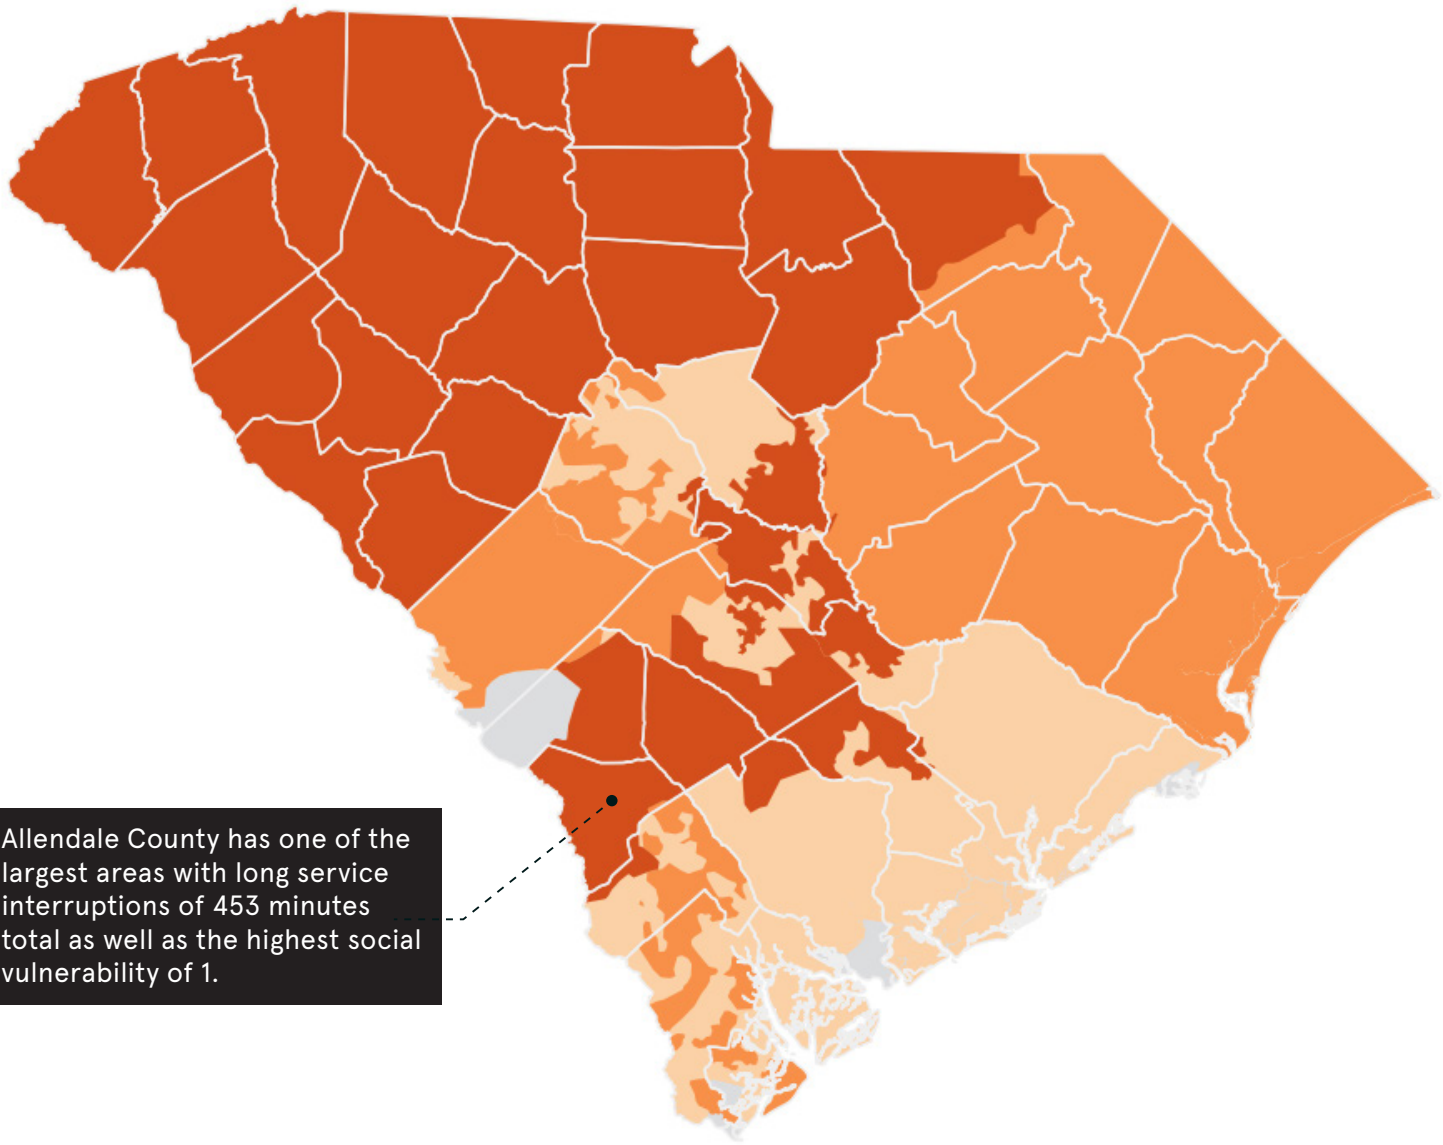 Allendale County has one of the
largest areas with long service
interruptions of 453 minutes
total as well as the highest social
vulnerability of 1.